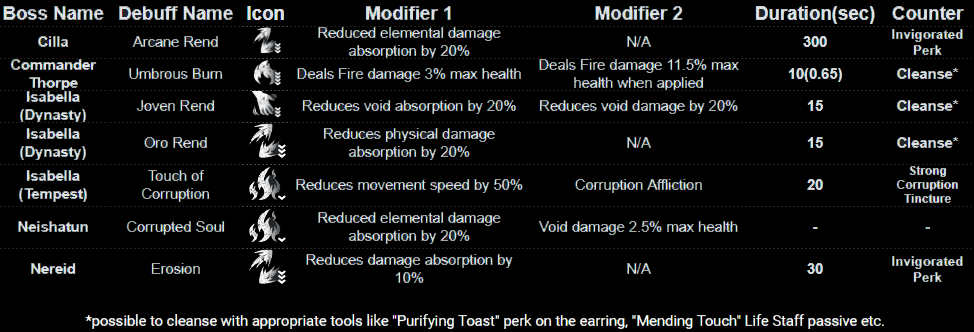 Boss Name Debuff Name Icon Modifier 1 Modifier 2 Duration(sec) Counter
Cilla Arcane Rend Reduced elemental damage absorption by 20% N/A 300 Invigorated Perk
Commander Thorpe Umbrous Burn Deals Fire damage 3% max health Deals Fire damage 11.5% max health when applied 10(0.65) Cleanse*
Isabella (Dynasty) Joven Rend Reduces void absorption by 20% Reduces void damage by 20% 15 Cleanse*
Isabella (Dynasty) Oro Rend Reduces physical damage absorption by 20% N/A 15 Cleanse*
Isabella (Tempest) Touch of Corruption Reduces movement speed by 50% Corruption Affliction 20 Strong Corruption Tincture
Neishatun Corrupted Soul Reduced elemental damage absorption by 20% Void damage 2.5% max health - -
Nereid Erosion Reduces damage absorption by 10% N/A 30 Invigorated Perk
*possible to cleanse with appropriate tools like "Purifying Toast" perk on the earring, "Mending Touch" Life Staff passive etc.